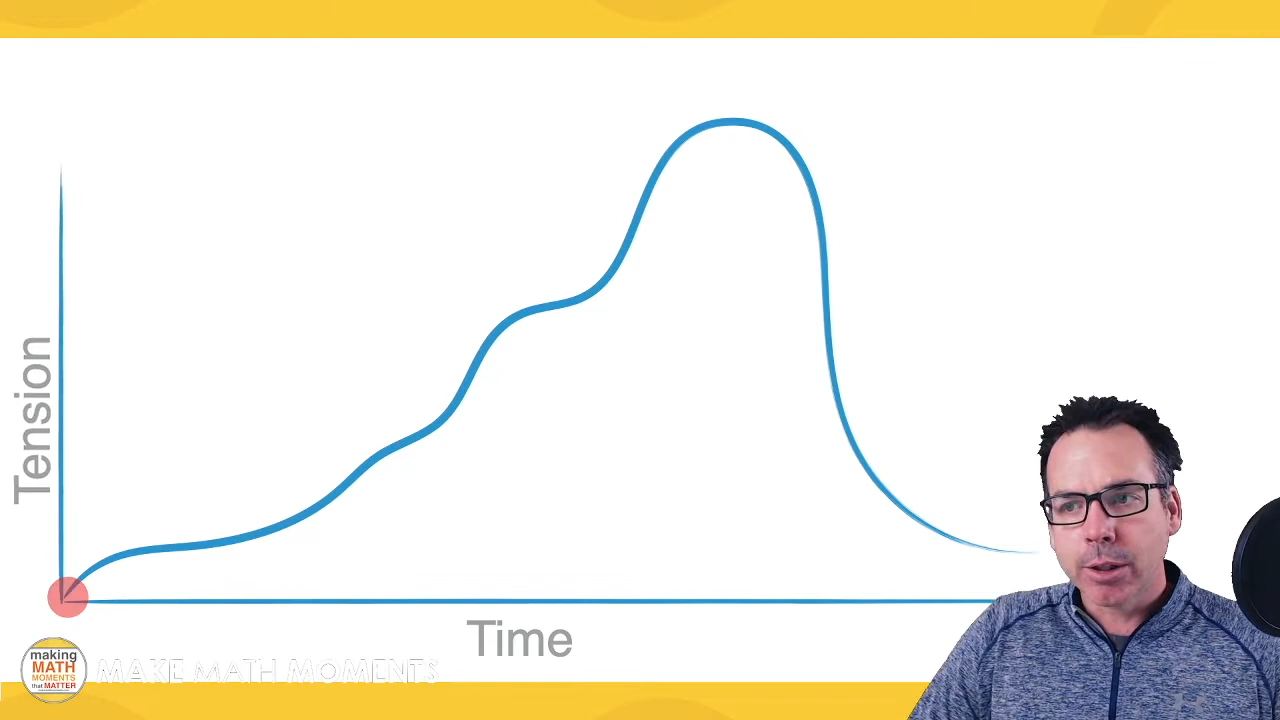 Tension
Time
making
MATH
MOMENTS
that MATTER
MAKE MATH MOMENTS